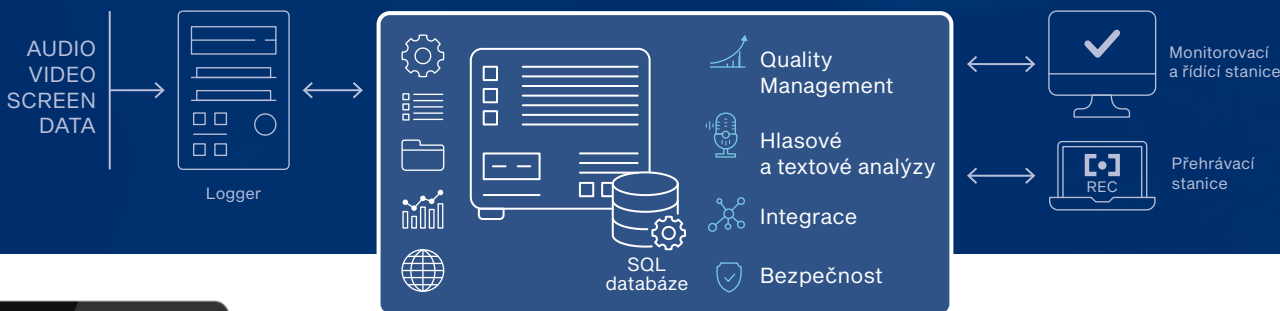 AUDIO
VIDEO
SCREEN
DATA
Logger
SQL
databáze
Quality
Management
Hlasové
a textové analýzy
Integrace
Bezpečnost
Monitorovací
a řídící stanice
REC
Přehrávací
stanice